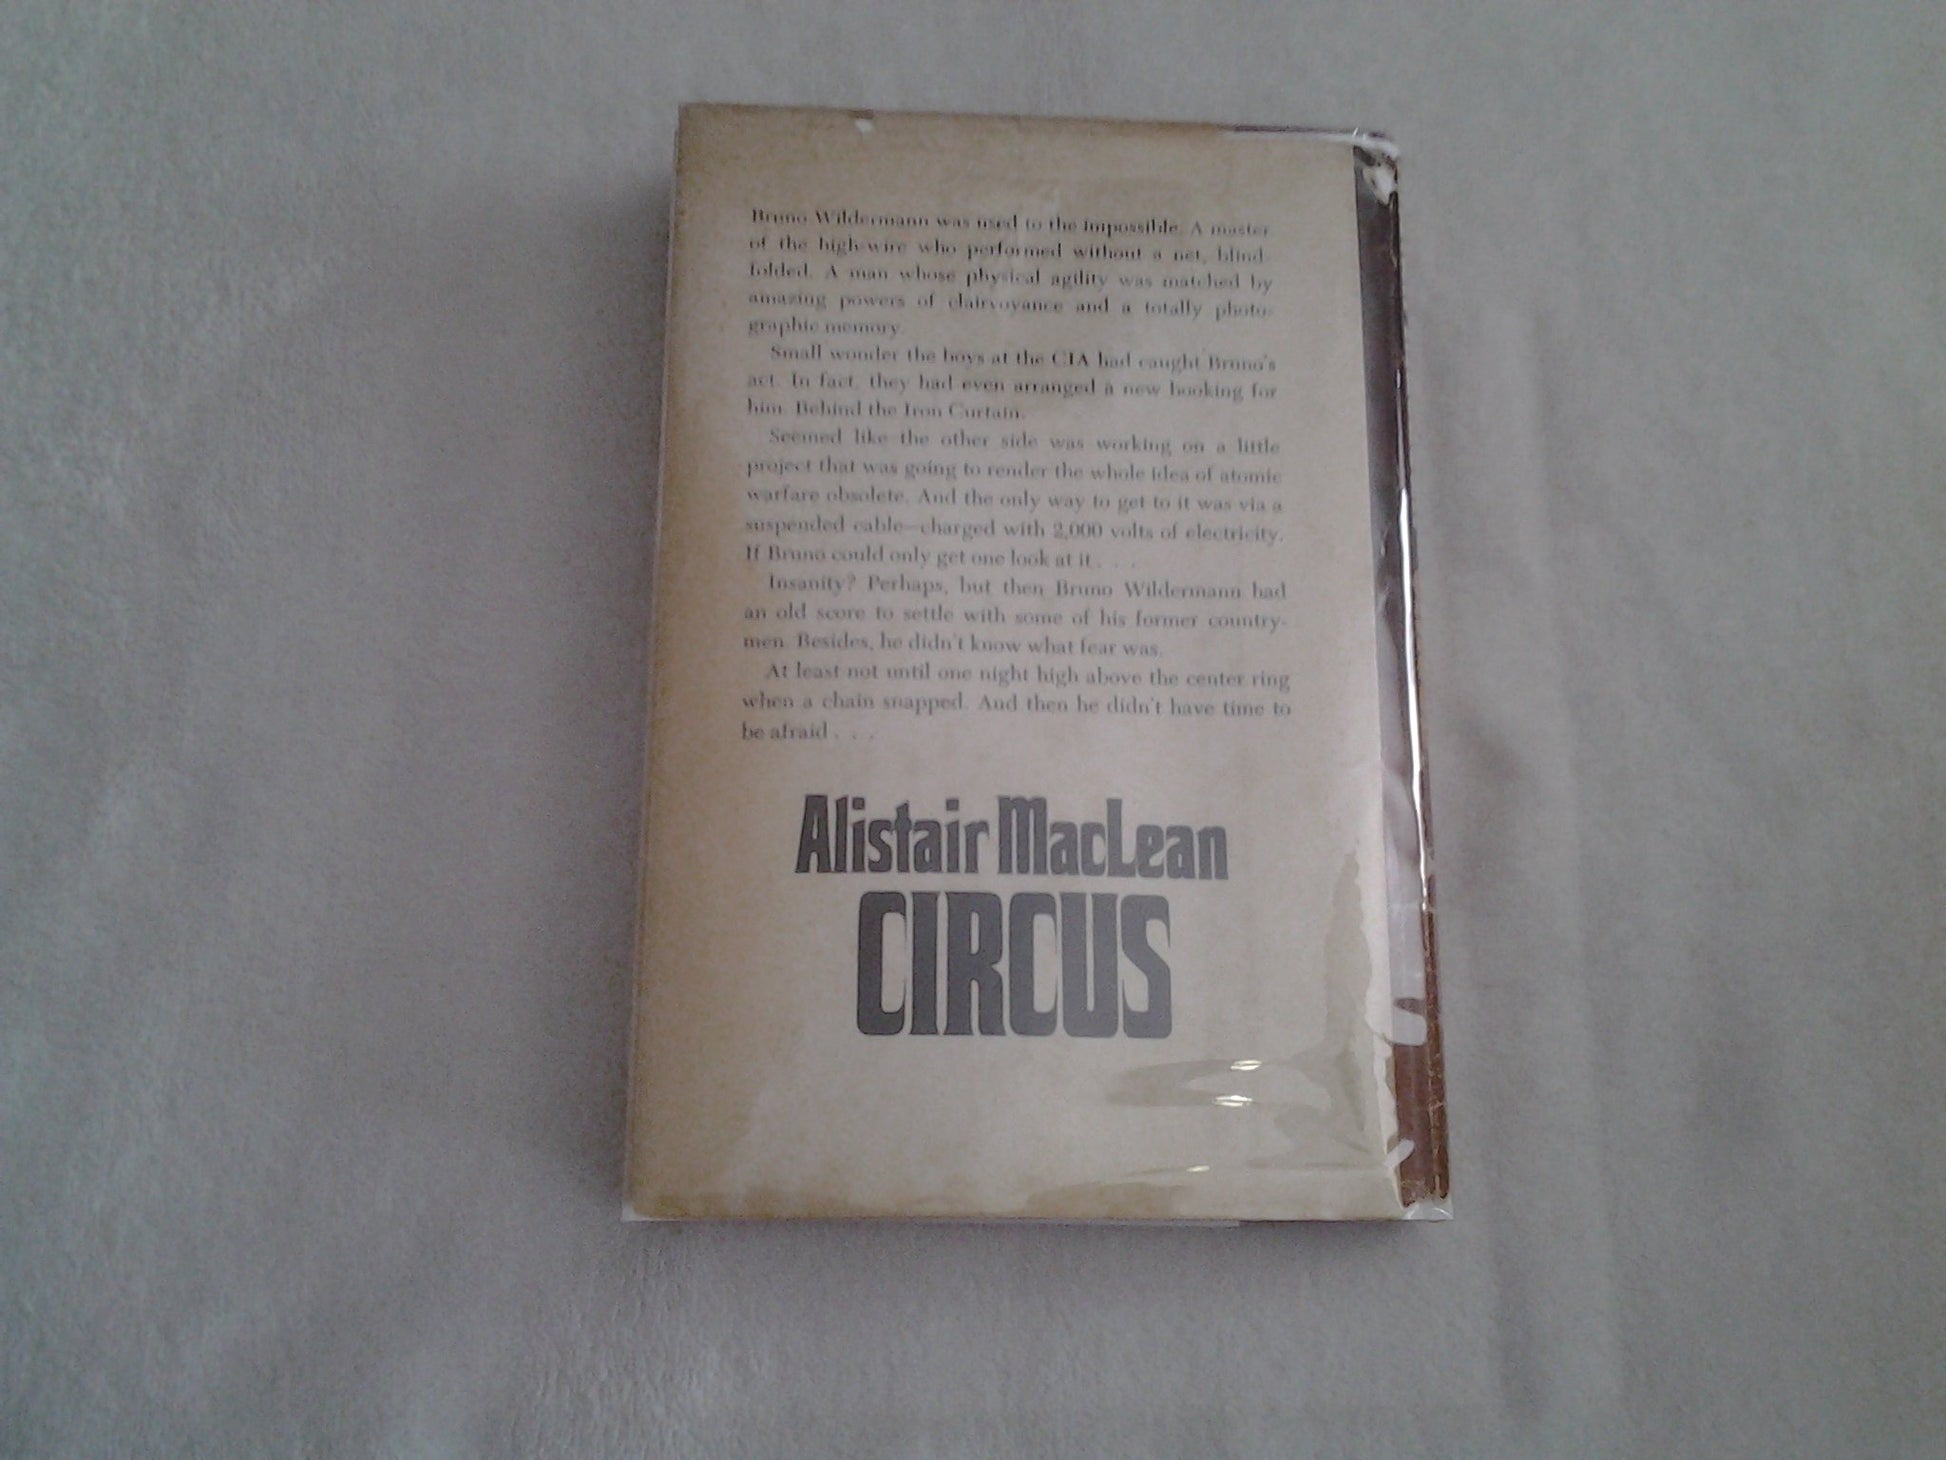 Bruno Wildermann was used to the impossible. A master
of the high-wire who performed without a net, blind-
folded. A man whose physical agility was matched by
amazing powers of clairvoyance and a totally photo-
graphic memory.
Small wonder the boys at the CIA had caught Bruno's
act. In fact, they had even arranged a new booking for
him. Behind the Iron Curtain.
Seemed like the other side was working on a little
project that was going to render the whole idea of atomic
warfare obsolete. And the only way to get to it was via a
suspended cable—charged with 2,000 volts of electricity.
If Bruno could only get one look at it . . .
Insanity? Perhaps, but then Bruno Wildermann had
an old score to settle with some of his former country-
men. Besides, he didn't know what fear was.
At least not until one night high above the center ring
when a chain snapped. And then he didn't have time to
be afraid . . .
Alistair MacLean
CIRCUS